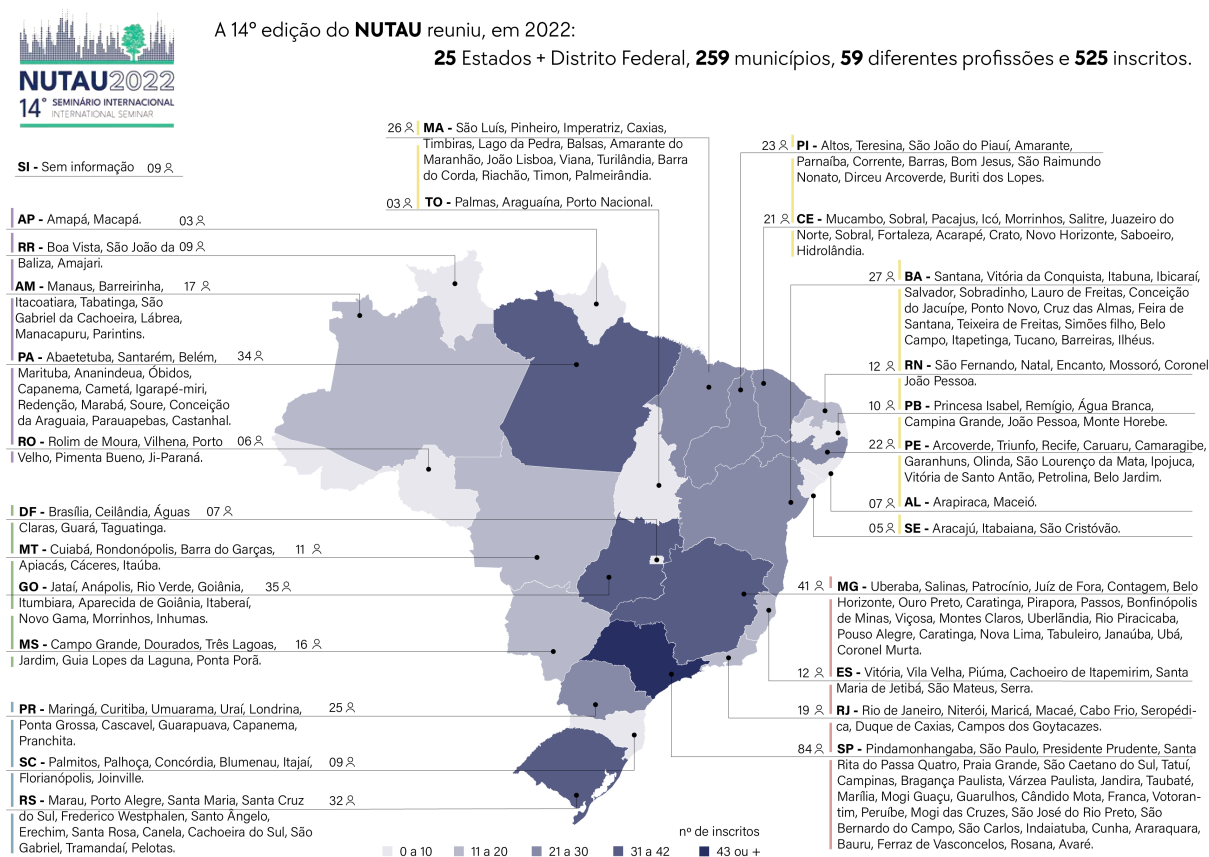 NUTAU2022
14° SEMINÁRIO INTERNACIONAL
INTERNATIONAL SEMINAR
A 14° edição do NUTAU reuniu, em 2022:
25 Estados + Distrito Federal, 259 municípios, 59 diferentes profissões e 525 inscritos.
SI - Sem informação 09
AP - Amapá, Macapá. 03
RR - Boa Vista, São João da 09
Baliza, Amajari.
AM - Manaus, Barreirinha, 17
Itacoatiara, Tabatinga, São
Gabriel da Cachoeira, Lábrea,
Manacapuru, Parintins.
PA - Abaetetuba, Santarém, Belém, 34
Marituba, Ananindeua, Óbidos,
Capanema, Cametá, Igarapé-miri,
Redenção, Marabá, Soure, Conceição
da Araguaia, Parauapebas, Castanhal.
RO - Rolim de Moura, Vilhena, Porto 06
Velho, Pimenta Bueno, Ji-Paraná.
DF - Brasília, Ceilândia, Águas 07
Claras, Guará, Taguatinga.
MT - Cuiabá, Rondonópolis, Barra do Garças, 11
Apiacás, Cáceres, Itaúba.
GO - Jataí, Anápolis, Rio Verde, Goiânia, 35
Itumbiara, Aparecida de Goiânia, Itaberaí,
Novo Gama, Morrinhos, Inhumas.
MS - Campo Grande, Dourados, Três Lagoas, 16
Jardim, Guia Lopes da Laguna, Ponta Porã.
PR - Maringá, Curitiba, Umuarama, Uraí, Londrina, 25
Ponta Grossa, Cascavel, Guarapuava, Capanema,
Pranchita.
SC - Palmitos, Palhoça, Concórdia, Blumenau, Itajaí, 09
Florianópolis, Joinville.
RS - Marau, Porto Alegre, Santa Maria, Santa Cruz 32
do Sul, Frederico Westphalen, Santo Ângelo,
Erechim, Santa Rosa, Canela, Cachoeira do Sul, São
Gabriel, Tramandaí, Pelotas.
26 MA - São Luís, Pinheiro, Imperatriz, Caxias,
Timbiras, Lago da Pedra, Balsas, Amarante do
Maranhão, João Lisboa, Viana, Turilândia, Barra
do Corda, Riachão, Timon, Palmeirândia.
03 TO - Palmas, Araguaína, Porto Nacional.
23 PI - Altos, Teresina, São João do Piauí, Amarante,
Parnaíba, Corrente, Barras, Bom Jesus, São Raimundo
Nonato, Dirceu Arcoverde, Buriti dos Lopes.
21 CE - Mucambo, Sobral, Pacajus, Icó, Morrinhos, Salitre, Juazeiro do
Norte, Sobral, Fortaleza, Acarapé, Crato, Novo Horizonte, Saboeiro,
Hidrolândia.
27 BA - Santana, Vitória da Conquista, Itabuna, Ibicaraí,
Salvador, Sobradinho, Lauro de Freitas, Conceição
do Jacuípe, Ponto Novo, Cruz das Almas, Feira de
Santana, Teixeira de Freitas, Simões filho, Belo
Campo, Itapetinga, Tucano, Barreiras, Ilhéus.
12 RN - São Fernando, Natal, Encanto, Mossoró, Coronel
João Pessoa.
10 PB - Princesa Isabel, Remígio, Água Branca,
Campina Grande, João Pessoa, Monte Horebe.
22 PE - Arcoverde, Triunfo, Recife, Caruaru, Camaragibe,
Garanhuns, Olinda, São Lourenço da Mata, Ipojuca,
Vitória de Santo Antão, Petrolina, Belo Jardim.
07 AL - Arapiraca, Maceió.
05 SE - Aracajú, Itabaiana, São Cristóvão.
41 MG - Uberaba, Salinas, Patrocínio, Juíz de Fora, Contagem, Belo
Horizonte, Ouro Preto, Caratinga, Pirapora, Passos, Bonfinópolis
de Minas, Viçosa, Montes Claros, Uberlãndia, Rio Piracicaba,
Pouso Alegre, Caratinga, Nova Lima, Tabuleiro, Janaúba, Ubá,
Coronel Murta.
12 ES - Vitória, Vila Velha, Piúma, Cachoeiro de Itapemirim, Santa
Maria de Jetibá, São Mateus, Serra.
19 RJ - Rio de Janeiro, Niterói, Maricá, Macaé, Cabo Frio, Seropédi-
ca, Duque de Caxias, Campos dos Goytacazes.
84 SP - Pindamonhangaba, São Paulo, Presidente Prudente, Santa
Rita do Passa Quatro, Praia Grande, São Caetano do Sul, Tatuí,
Campinas, Bragança Paulista, Várzea Paulista, Jandira, Taubaté,
Marília, Mogi Guaçu, Guarulhos, Cândido Mota, Franca, Votoran-
tim, Peruíbe, Mogi das Cruzes, São José do Rio Preto, São
Bernardo do Campo, São Carlos, Indaiatuba, Cunha, Araraquara,
Bauru, Ferraz de Vasconcelos, Rosana, Avaré.
nº de inscritos
0 a 10
11 a 20
21 a 30
31 a 42
43 ou +